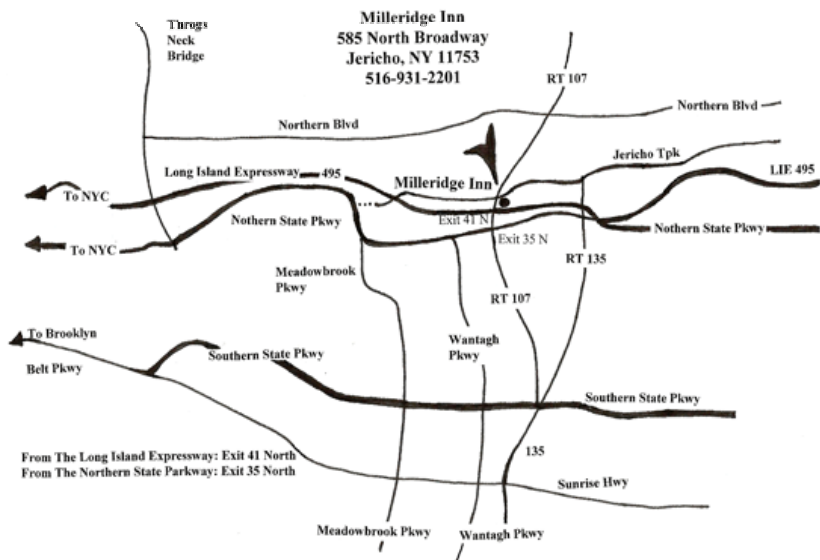 Throgs
Neck
Bridge
Milleridge Inn
585 North Broadway
Jericho, NY 11753
516-931-2201
RT 107
Northern Blvd
Northern Blvd
Jericho Tpk
Long Island Expressway
495
LIE 495
Milleridge Inn
To NYC
Nothern State Pkwy
Exit 41 N
Nothern State Pkwy
To NYC
Exit 35 N
RT 135
Meadowbrook
Pkwy
RT 107
To Brooklyn
Wantagh
Pkwy
Southern State Pkwy
Belt Pkwy
Southern State Pkwy
From The Long Island Expressway: Exit 41 North
From The Northern State Parkway: Exit 35 North
135
Sunrise Hwy
Meadowbrook Pkwy
Wantagh Pkwy